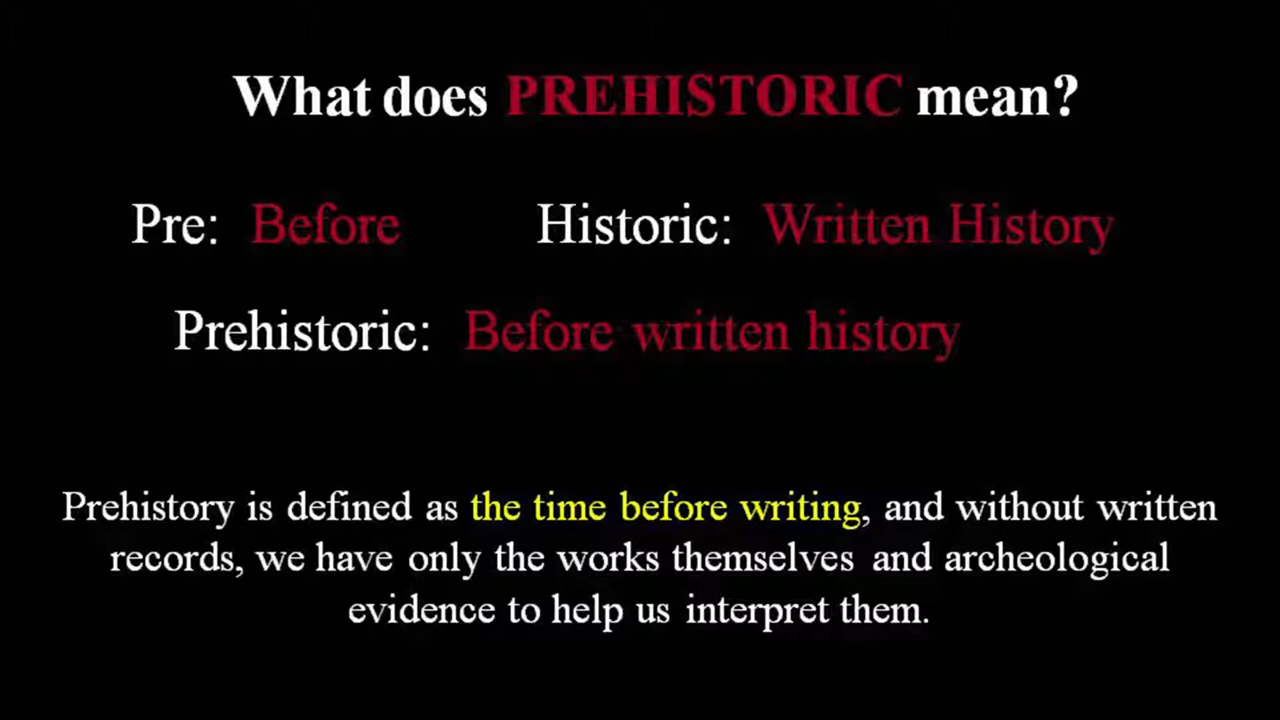 What does PREHISTORIC mean?
Pre: Before Historic: Written History
Prehistoric: Before written history
Prehistory is defined as the time before writing, and without written
records, we have only the works themselves and archeological
evidence to help us interpret them.